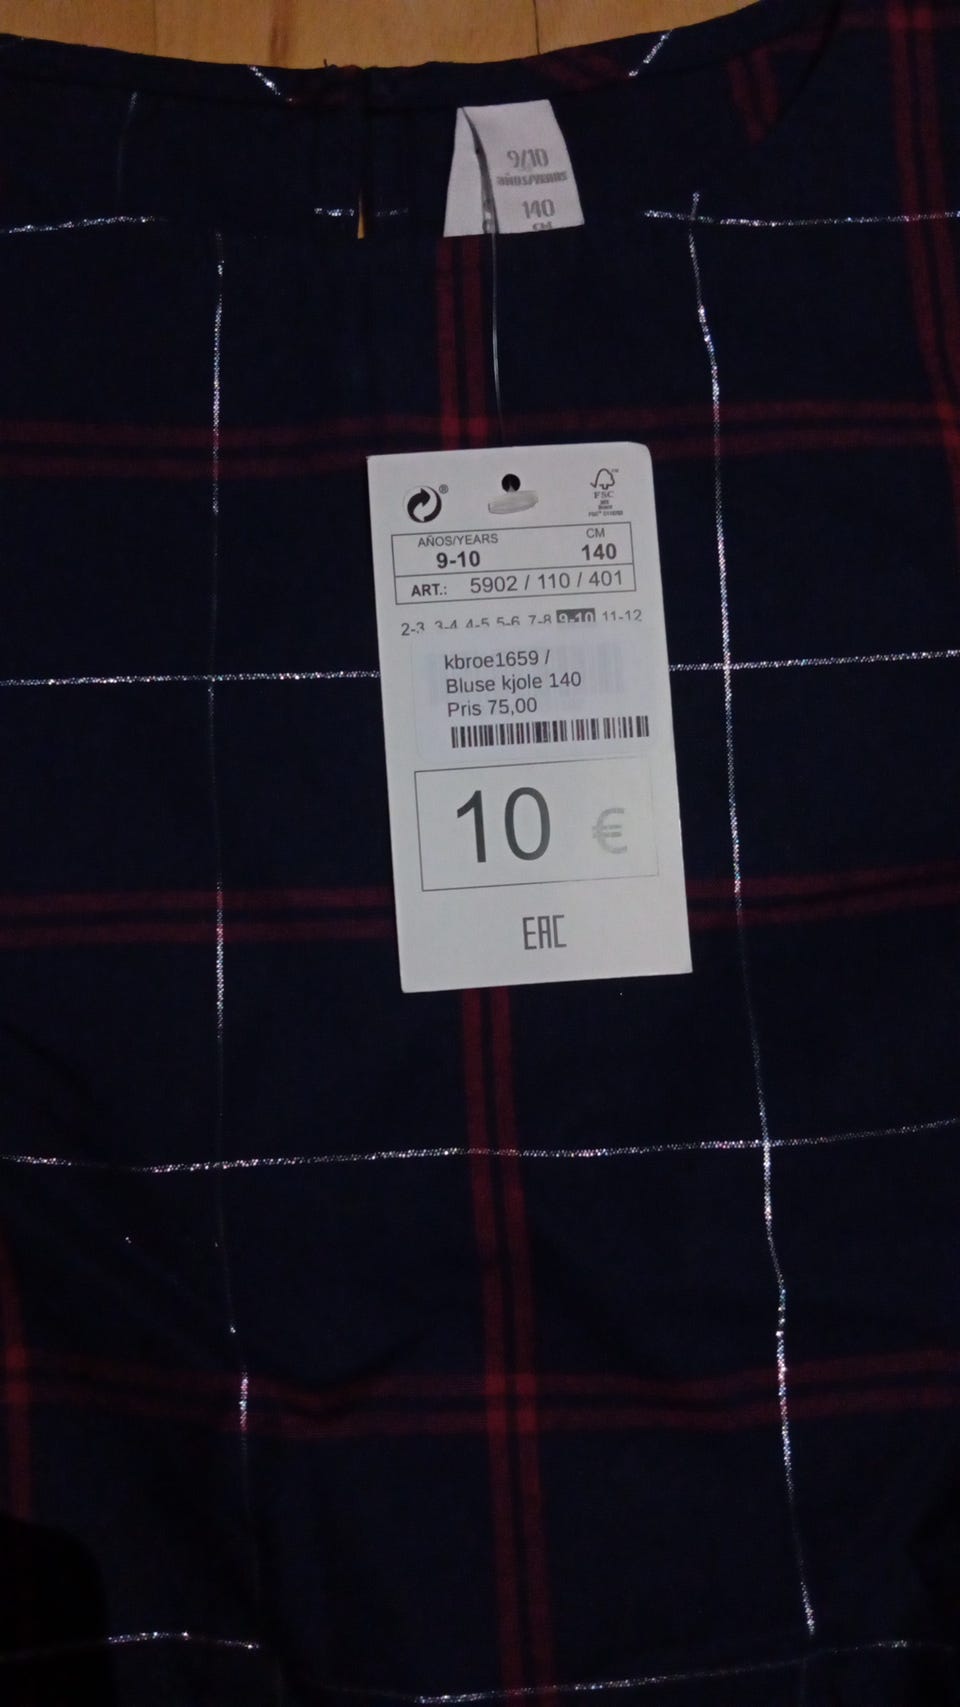 9/10
AÑOS/YEARS
140
CM
®
FSC
AÑOS/YEARS CM
9-10 140
ART.: 5902 / 110 / 401
2-3 3-4 4-5 5-6 7-8 9-10 11-12
kbroe1659 /
Bluse kjole 140
Pris 75,00
10 €
EAC